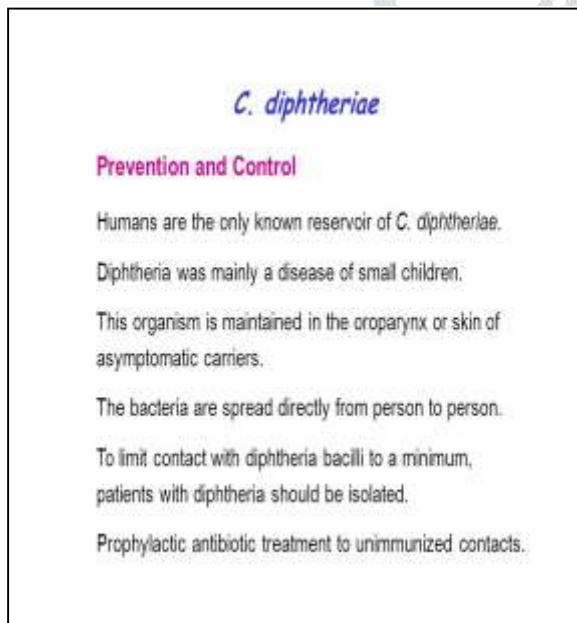 C. diphtheriae
Prevention and Control
Humans are the only known reservoir of C. diphtheriae.
Diphtheria was mainly a disease of small children.
This organism is maintained in the oroparynx or skin of
asymptomatic carriers.
The bacteria are spread directly from person to person.
To limit contact with diphtheria bacilli to a minimum,
patients with diphtheria should be isolated.
Prophylactic antibiotic treatment to unimmunized contacts.